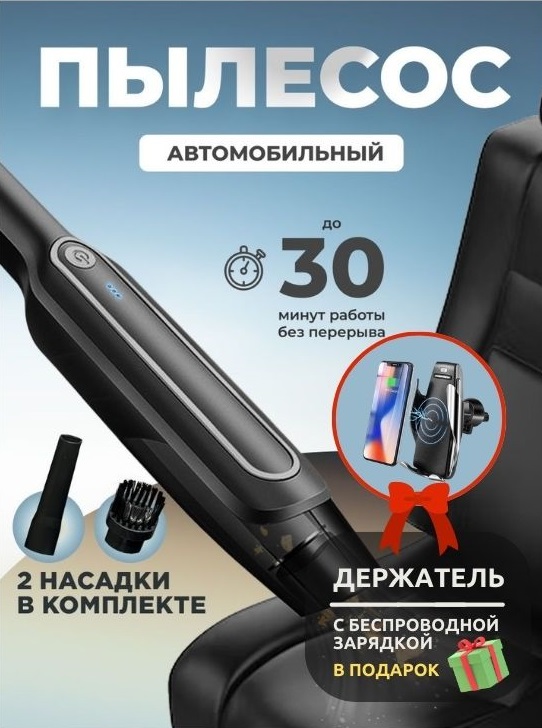 ПЫЛЕСОС
АВТОМОБИЛЬНЫЙ
до
30
минут работы
без перерыва
2 НАСАДКИ
В КОМПЛЕКТЕ
ДЕРЖАТЕЛЬ
С БЕСПРОВОДНОЙ
ЗАРЯДКОЙ
В ПОДАРОК